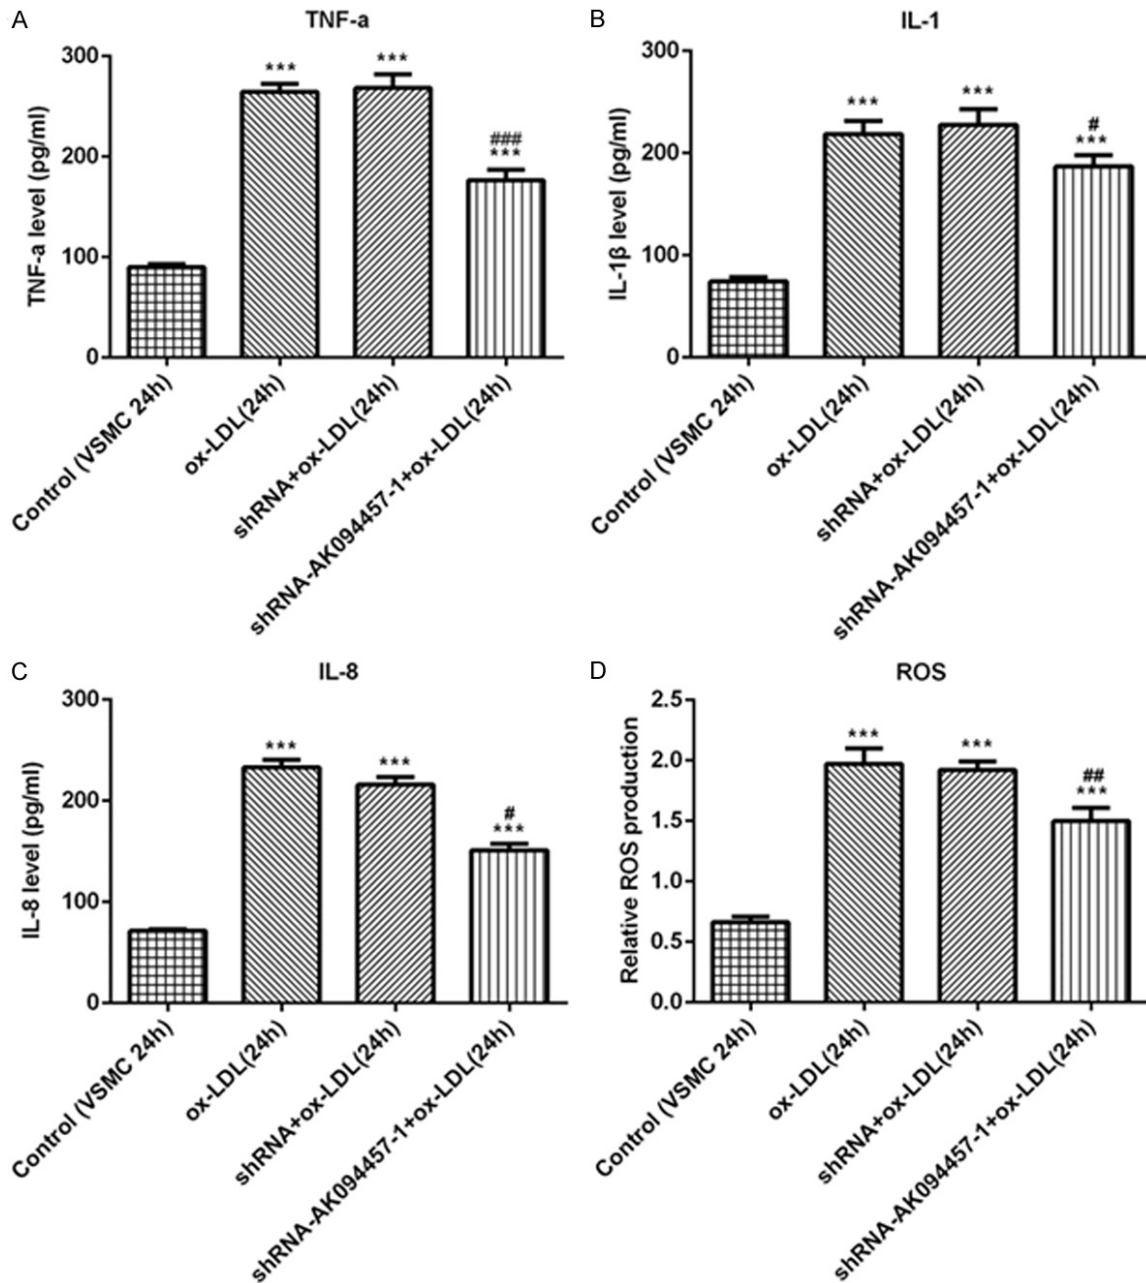 A
TNF-a
TNF-a level (pg/ml)
300
200
100
0
***
***
###
***
Control (VSMC 24h)
ox-LDL(24h)
shRNA+ox-LDL(24h)
shRNA-AK094457-1+ox-LDL(24h)
B
IL-1
IL-1β level (pg/ml)
300
200
100
0
***
***
#
***
Control (VSMC 24h)
ox-LDL(24h)
shRNA+ox-LDL(24h)
shRNA-AK094457-1+ox-LDL(24h)
C
IL-8
IL-8 level (pg/ml)
300
200
100
0
***
***
#
***
Control (VSMC 24h)
ox-LDL(24h)
shRNA+ox-LDL(24h)
shRNA-AK094457-1+ox-LDL(24h)
D
ROS
Relative ROS production
2.5
2.0
1.5
1.0
0.5
0.0
***
***
##
***
Control (VSMC 24h)
ox-LDL(24h)
shRNA+ox-LDL(24h)
shRNA-AK094457-1+ox-LDL(24h)